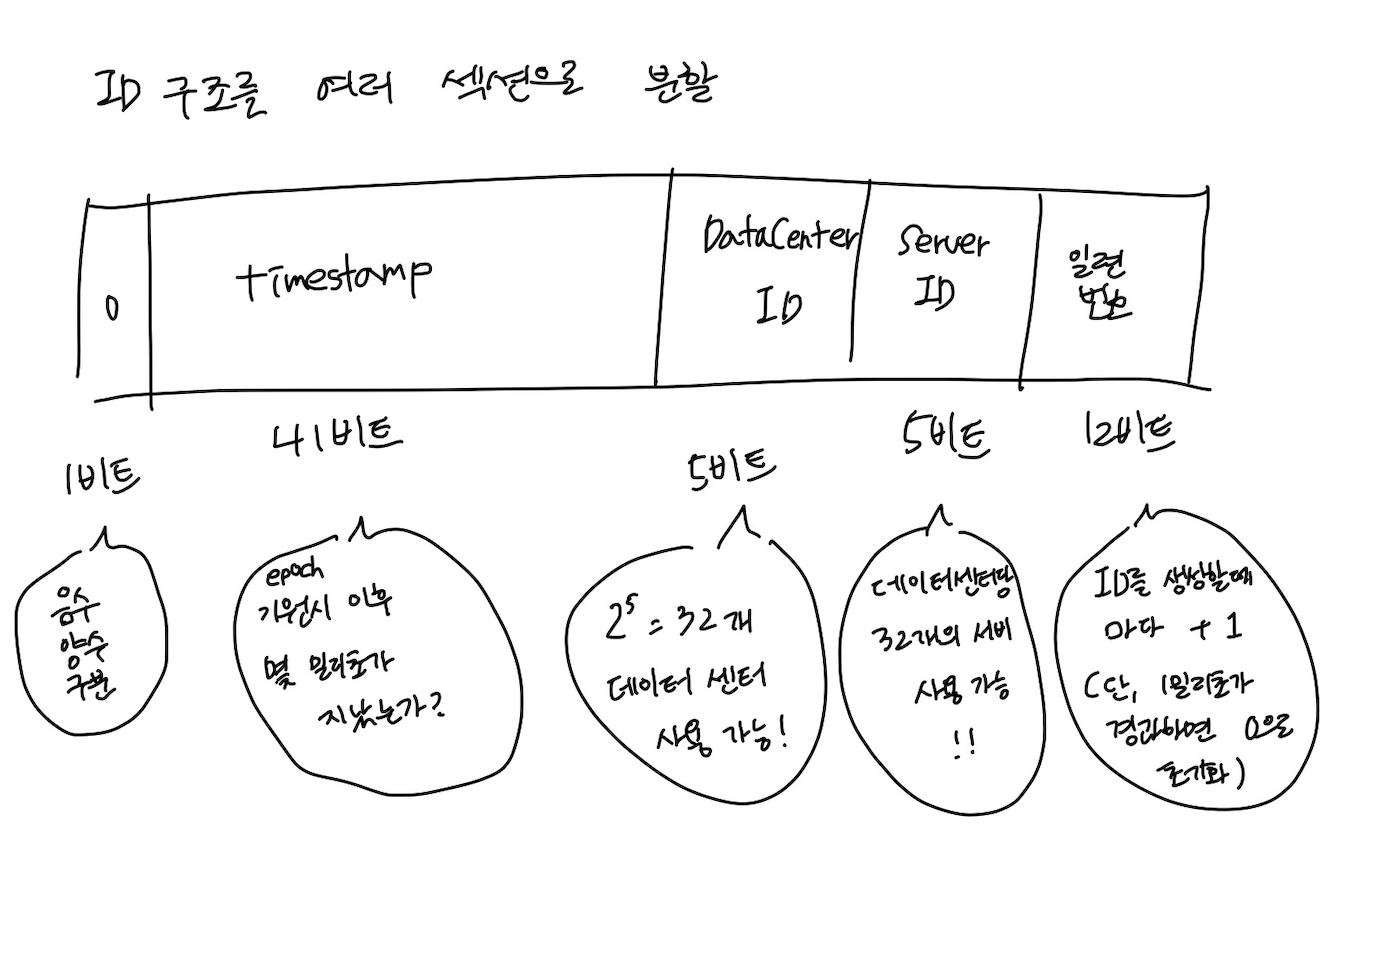 ID 구조를 여러 섹션으로 분할
0
timestamp
DataCenter
ID
Server
ID
일련
번호
1비트
41비트
5비트
5비트
12비트
음수
양수
구분
epoch
기원시 이후
몇 밀리초가
지났는가?
2⁵ = 32개
데이터 센터
사용 가능!
데이터센터당
32개의 서버
사용 가능
!!
ID를 생성할때
마다 + 1
(단, 1밀리초가
경과하면 0으로
초기화)